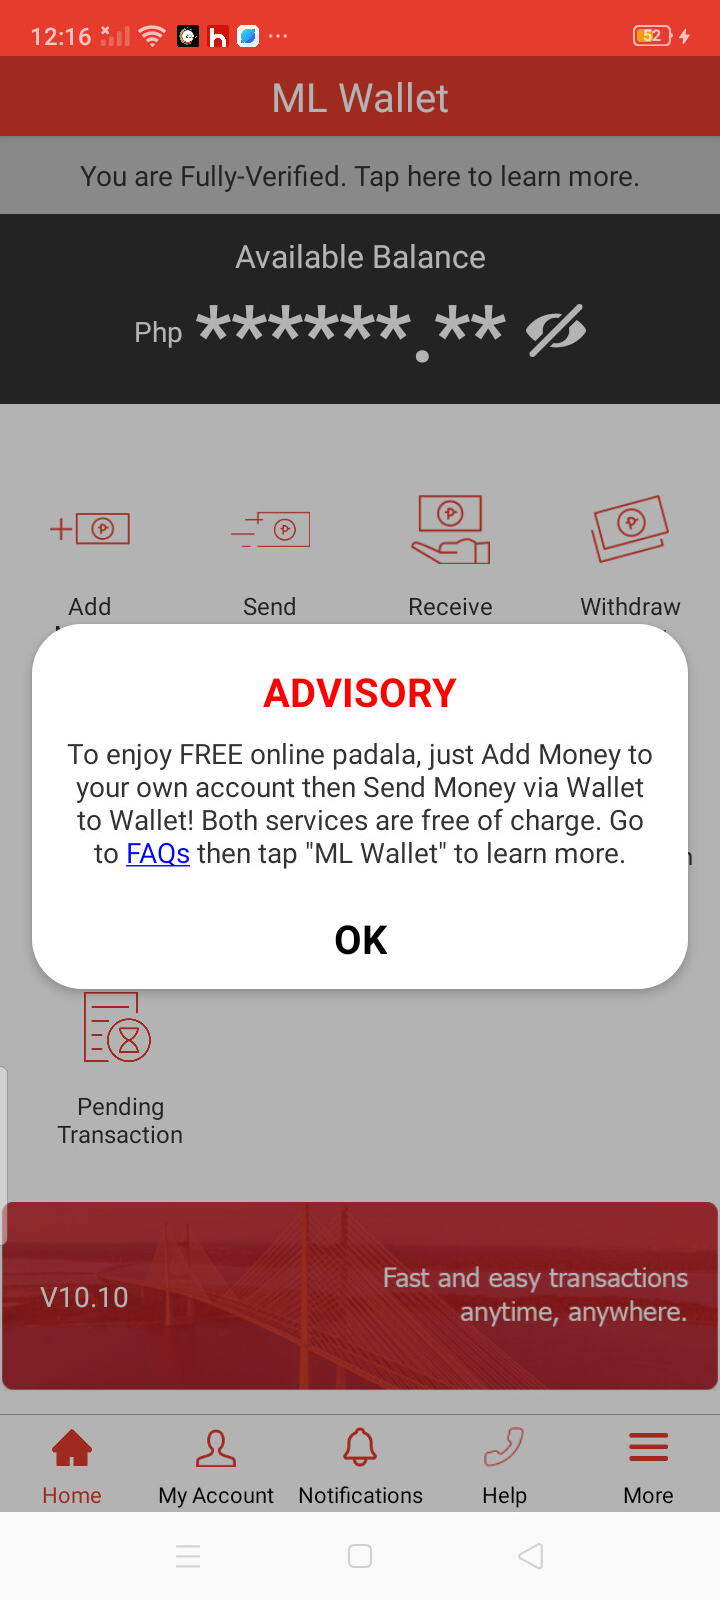 12:16
52
ML Wallet
You are Fully-Verified. Tap here to learn more.
Available Balance
Php ******.**
Add
Send
Receive
Withdraw
ADVISORY
To enjoy FREE online padala, just Add Money to
your own account then Send Money via Wallet
to Wallet! Both services are free of charge. Go
to FAQs then tap "ML Wallet" to learn more.
OK
Pending
Transaction
V10.10
Fast and easy transactions
anytime, anywhere.
Home
My Account
Notifications
Help
More